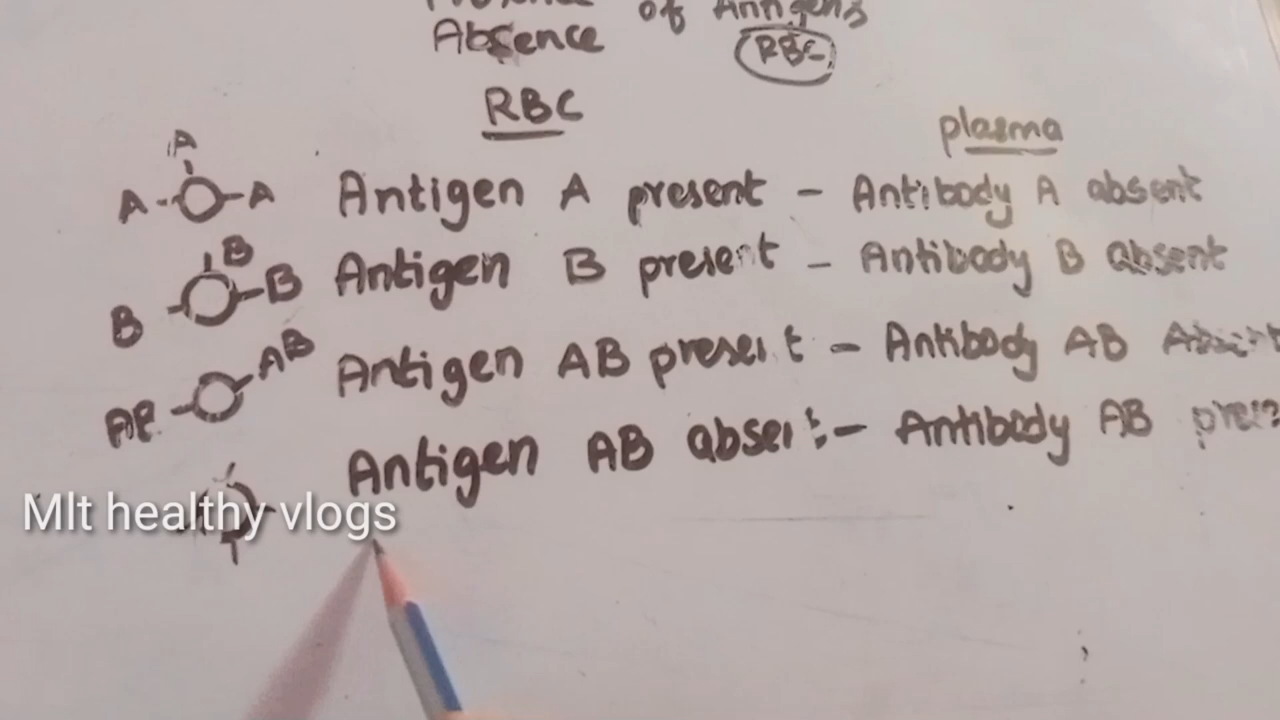 of Antigens
Absence
RBC
RBC
plasma
A
A A Antigen A present - Antibody A absent
B
B B Antigen B present - Antibody B absent
AB
AB Antigen AB present - Antibody AB Absent
Antigen AB absent :- Antibody AB
Mlt healthy vlogs